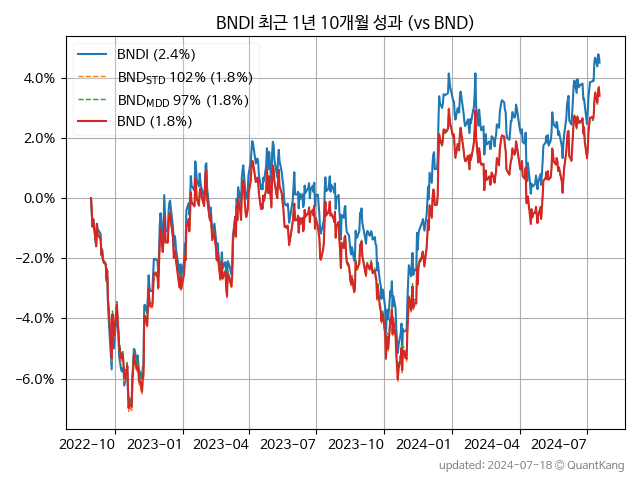 BNDI 최근 1년 10개월 성과 (vs BND)
BNDI (2.4%)
BND_STD 102% (1.8%)
BND_MDD 97% (1.8%)
BND (1.8%)
4.0%
2.0%
0.0%
−2.0%
−4.0%
−6.0%
2022-10 2023-01 2023-04 2023-07 2023-10 2024-01 2024-04 2024-07
updated: 2024-07-18 © QuantKang